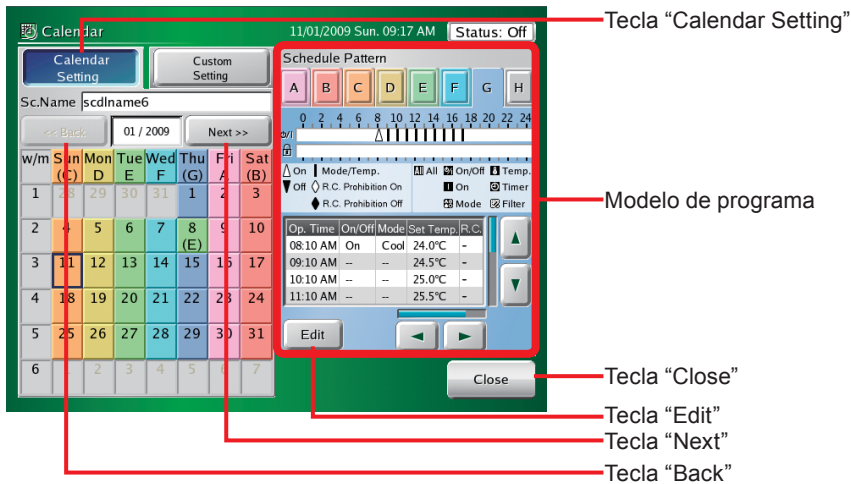 Calendar
11/01/2009 Sun. 09:17 AM Status: Off
Calendar Setting
Custom Setting
Sc.Name scdlname6
<< Back 01 / 2009 Next >>
w/m Sun (C) Mon D Tue E Wed F Thu (G) Fri A Sat (B)
1 28 29 30 31 1 2 3
2 4 5 6 7 8 (E) 9 10
3 11 12 13 14 15 16 17
4 18 19 20 21 22 23 24
5 25 26 27 28 29 30 31
6 1 2 3 4 5 6 7
Schedule Pattern
A B C D E F G H
0 2 4 6 8 10 12 14 16 18 20 22 24
On Mode/Temp. All On/Off Temp.
Off R.C. Prohibition On On Timer
R.C. Prohibition Off Mode Filter
Op. Time On/Off Mode Set Temp. R.C.
08:10 AM On Cool 24.0°C -
09:10 AM -- -- 24.5°C -
10:10 AM -- -- 25.0°C -
11:10 AM -- -- 25.5°C -
Edit
Close
Tecla “Calendar Setting”
Modelo de programa
Tecla “Close”
Tecla “Edit”
Tecla “Next”
Tecla “Back”